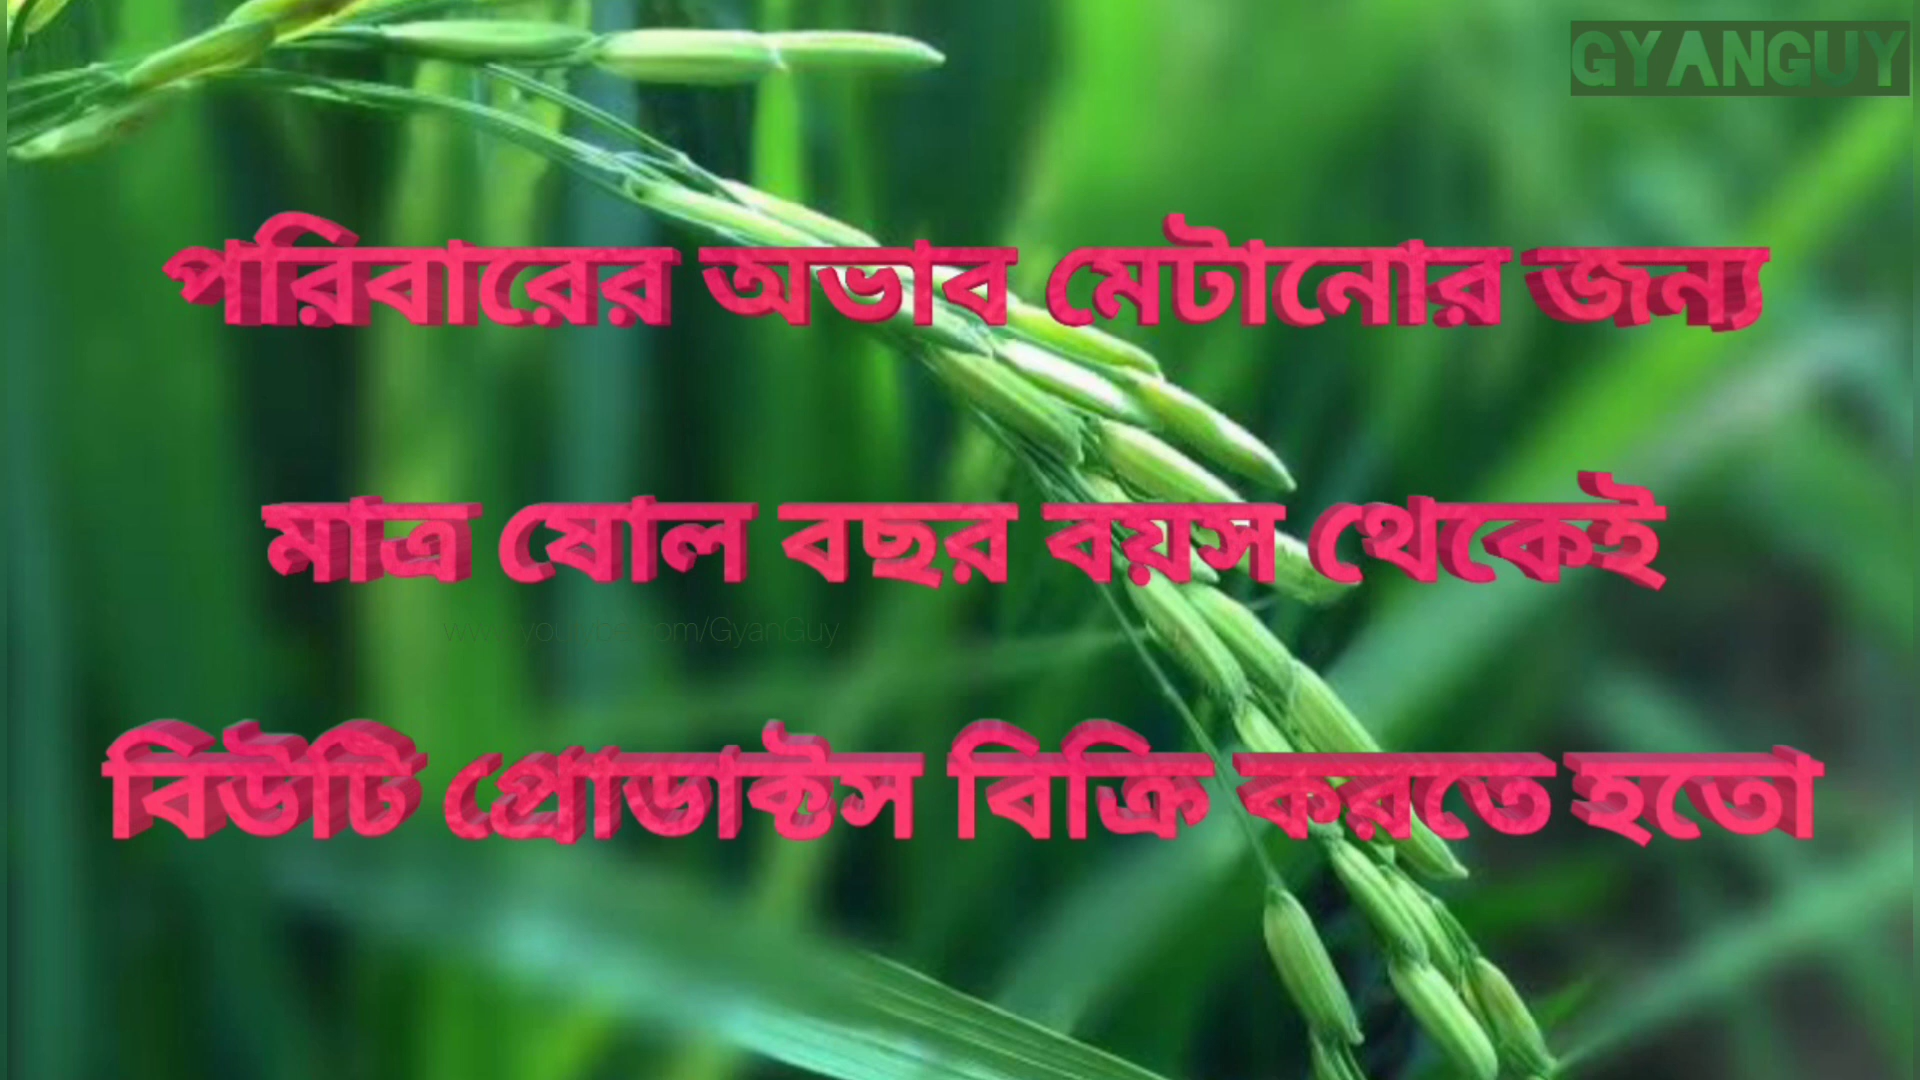 GYANGUY
পরিবারের অভাব মেটানোর জন্য
মাত্র ষোল বছর বয়স থেকেই
www.youtube.com/GyanGuy
বিউটি প্রোডাক্টস বিক্রি করতে হতো